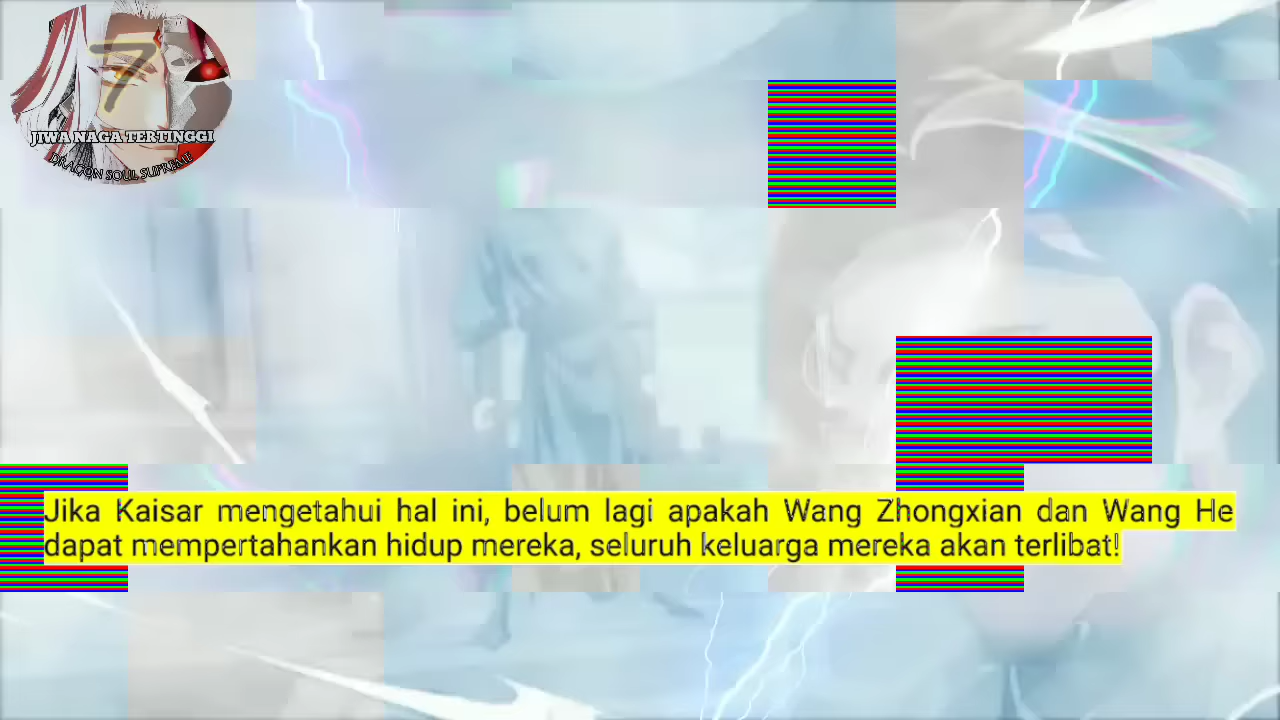 7
JIWA NAGA TERTINGGI
DRAGON SOUL SUPREME
Jika Kaisar mengetahui hal ini, belum lagi apakah Wang Zhongxian dan Wang He
dapat mempertahankan hidup mereka, seluruh keluarga mereka akan terlibat!